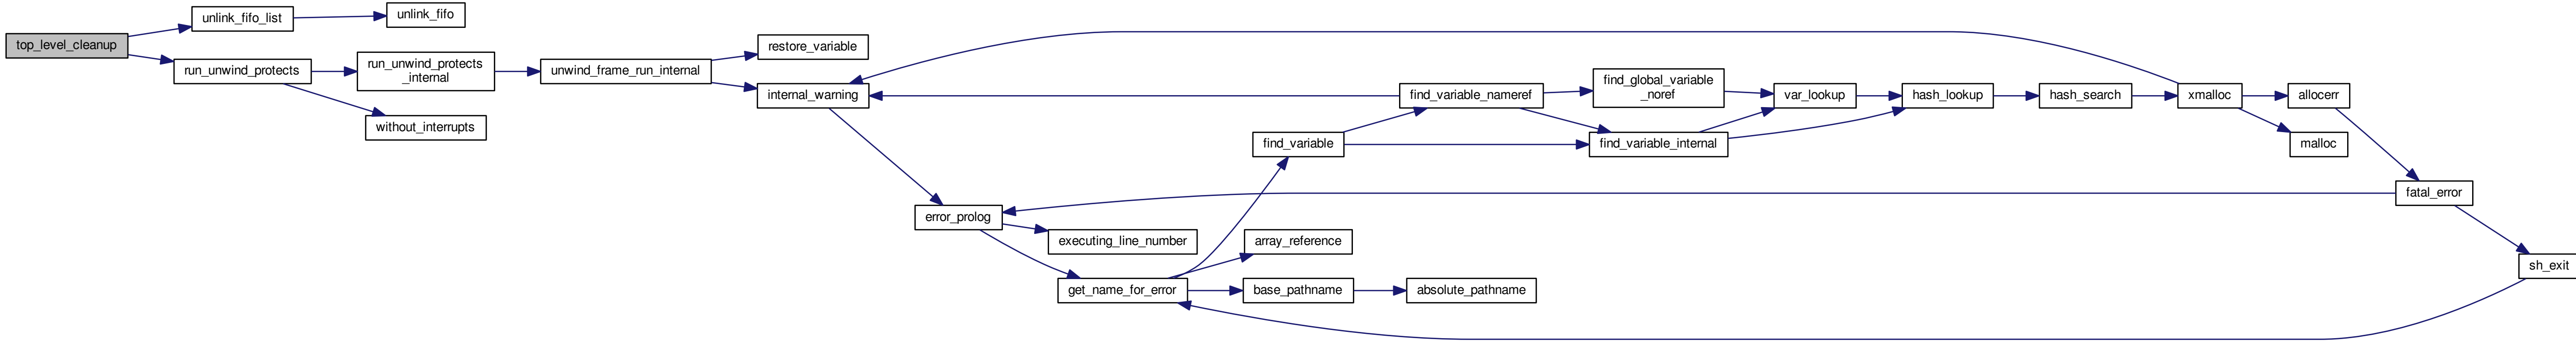 top_level_cleanup
unlink_fifo_list
unlink_fifo
run_unwind_protects
run_unwind_protects
_internal
without_interrupts
unwind_frame_run_internal
restore_variable
internal_warning
error_prolog
executing_line_number
get_name_for_error
array_reference
base_pathname
absolute_pathname
find_variable
find_variable_nameref
find_global_variable
_noref
find_variable_internal
var_lookup
hash_lookup
hash_search
xmalloc
allocerr
malloc
fatal_error
sh_exit